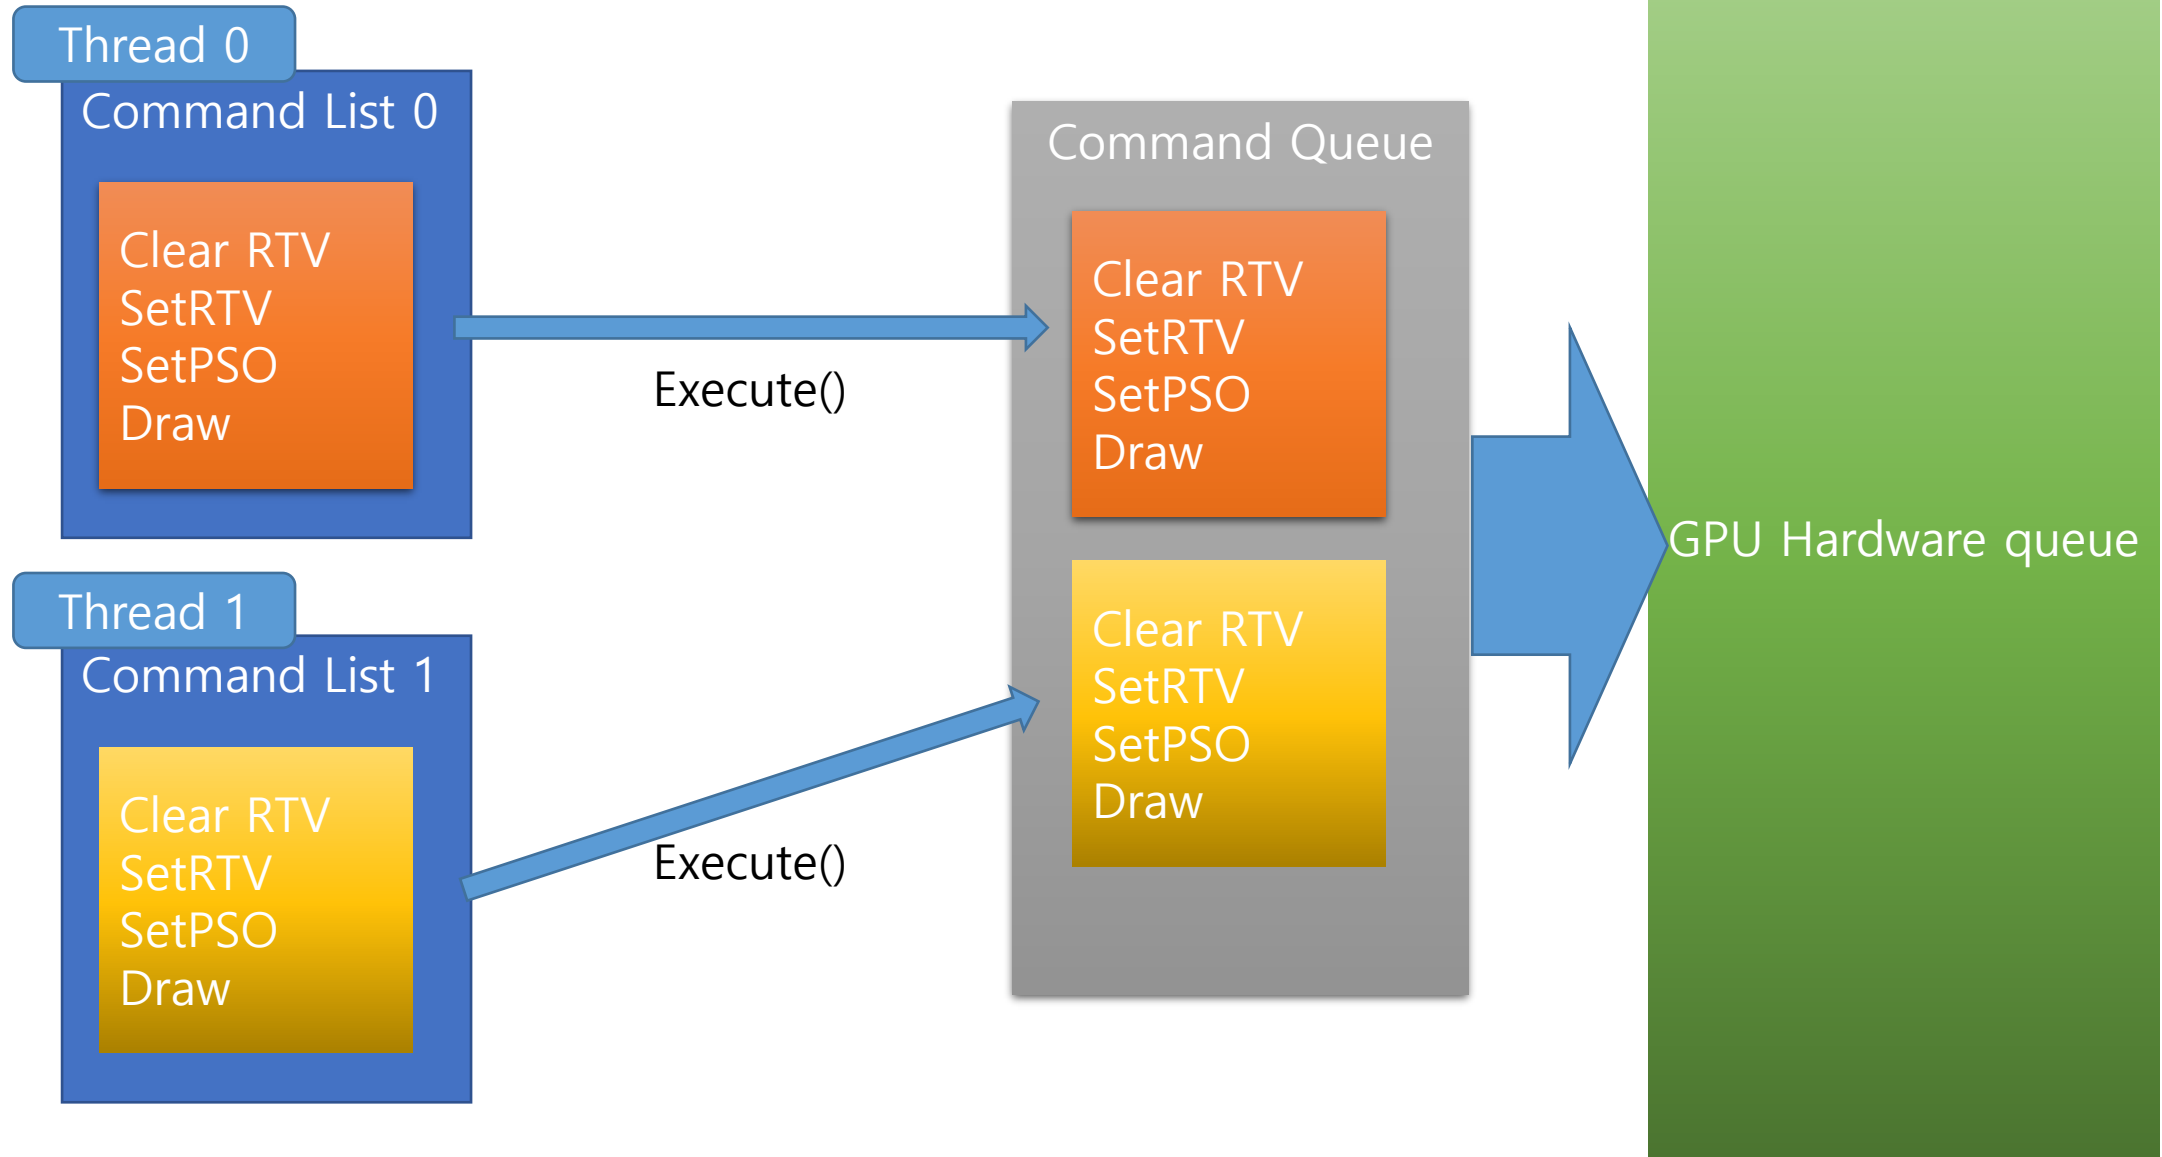 Thread 0
Command List 0
Clear RTV
SetRTV
SetPSO
Draw
Execute()
Thread 1
Command List 1
Clear RTV
SetRTV
SetPSO
Draw
Execute()
Command Queue
Clear RTV
SetRTV
SetPSO
Draw
Clear RTV
SetRTV
SetPSO
Draw
GPU Hardware queue